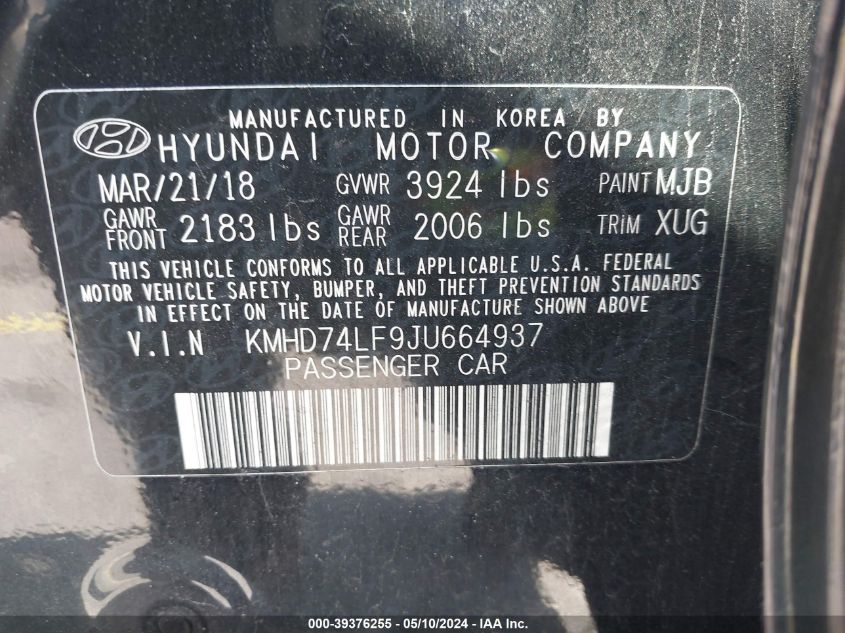 MANUFACTURED IN KOREA BY
HYUNDAI MOTOR COMPANY
MAR/21/18 GVWR 3924 lbs PAINT MJB
GAWR FRONT 2183 lbs GAWR REAR 2006 lbs TRIM XUG
THIS VEHICLE CONFORMS TO ALL APPLICABLE U.S.A. FEDERAL
MOTOR VEHICLE SAFETY, BUMPER, AND THEFT PREVENTION STANDARDS
IN EFFECT ON THE DATE OF MANUFACTURE SHOWN ABOVE
V.I.N KMHD74LF9JU664937
PASSENGER CAR
000-39376255 - 05/10/2024 - IAA Inc.